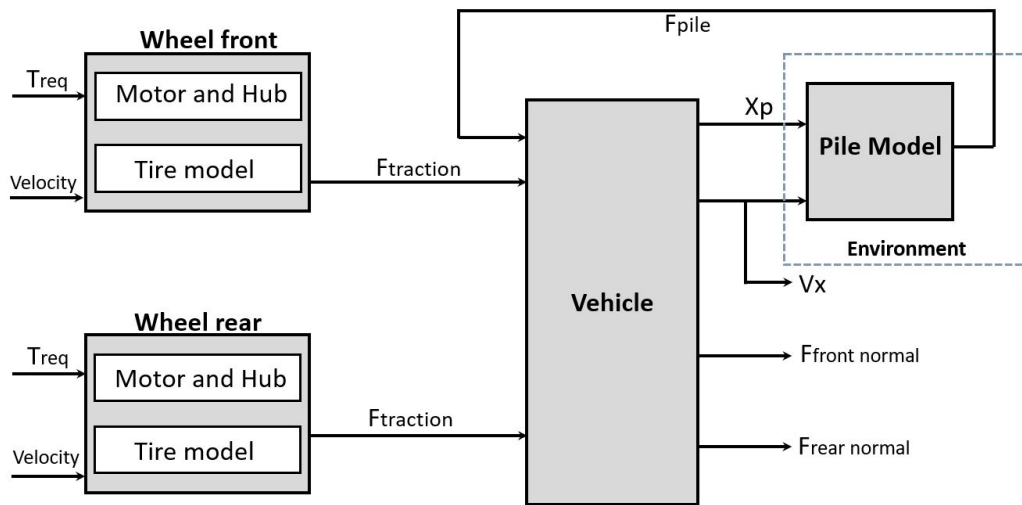 Wheel front
Treq
Motor and Hub
Tire model
Velocity
Ftraction
Fpile
Xp
Pile Model
Environment
Vx
Vehicle
Wheel rear
Treq
Motor and Hub
Tire model
Velocity
Ftraction
Ffront normal
Frear normal